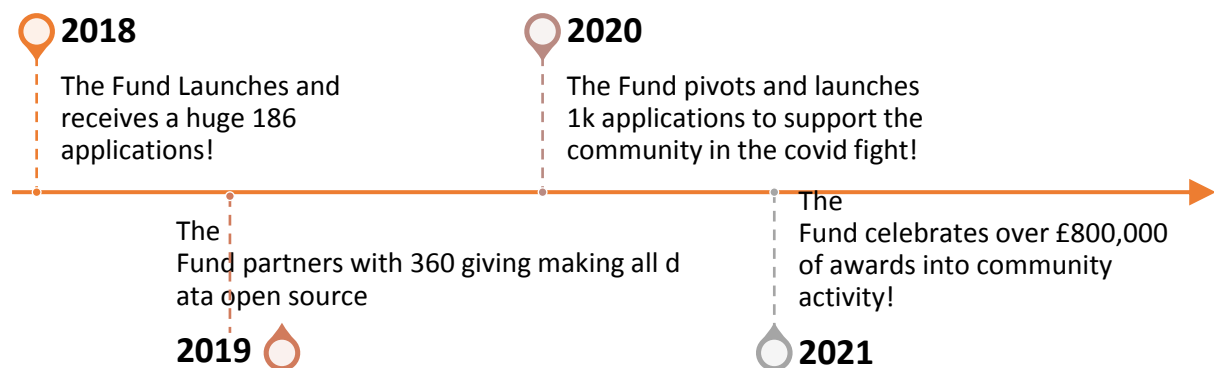 2018
The Fund Launches and
receives a huge 186
applications!
The
Fund partners with 360 giving making all d
ata open source
2019
2020
The Fund pivots and launches
1k applications to support the
community in the covid fight!
The
Fund celebrates over £800,000
of awards into community
activity!
2021